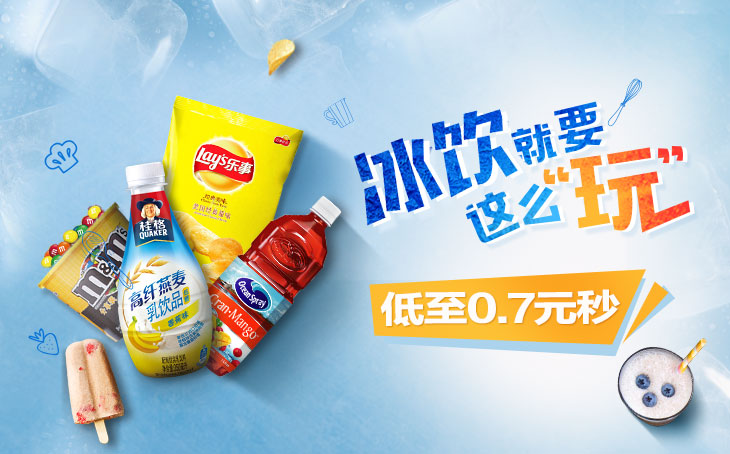 冰饮就要
这么“玩”
低至0.7元秒
Lay's乐事
m&m's
桂格
QUAKER
高纤燕麦
乳饮品
香蕉味
Ocean Spray
Cran·Mango